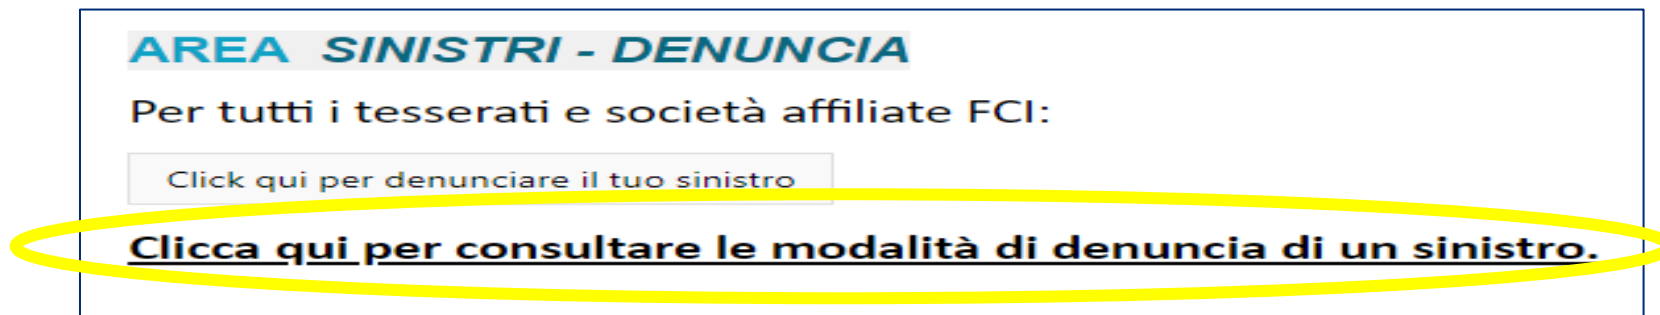 AREA SINISTRI - DENUNCIA
Per tutti i tesserati e società affiliate FCI:
Click qui per denunciare il tuo sinistro
Clicca qui per consultare le modalità di denuncia di un sinistro.